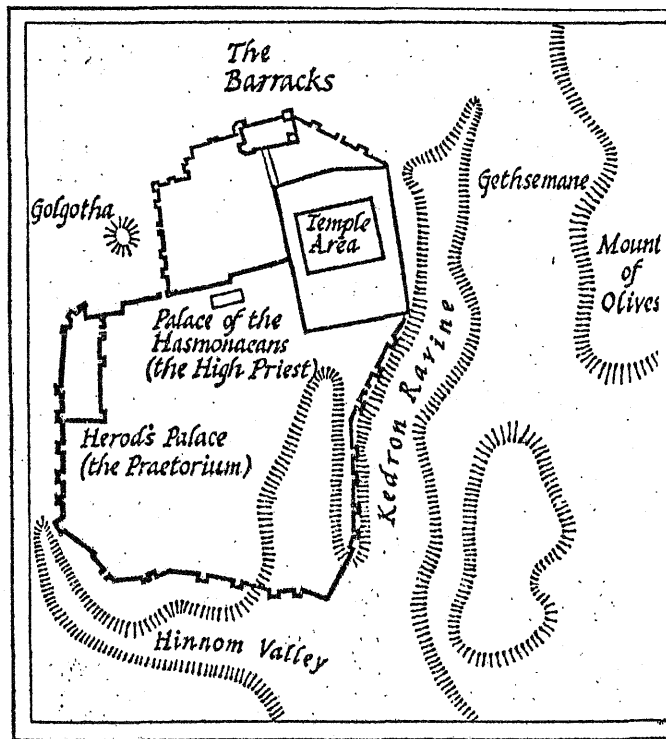 The
Barracks
Golgotha
Gethsemane
Temple
Area
Mount
of
Olives
Palace of the
Hasmonaeans
(the High Priest)
Herod's Palace
(the Praetorium)
Kedron Ravine
Hinnom Valley